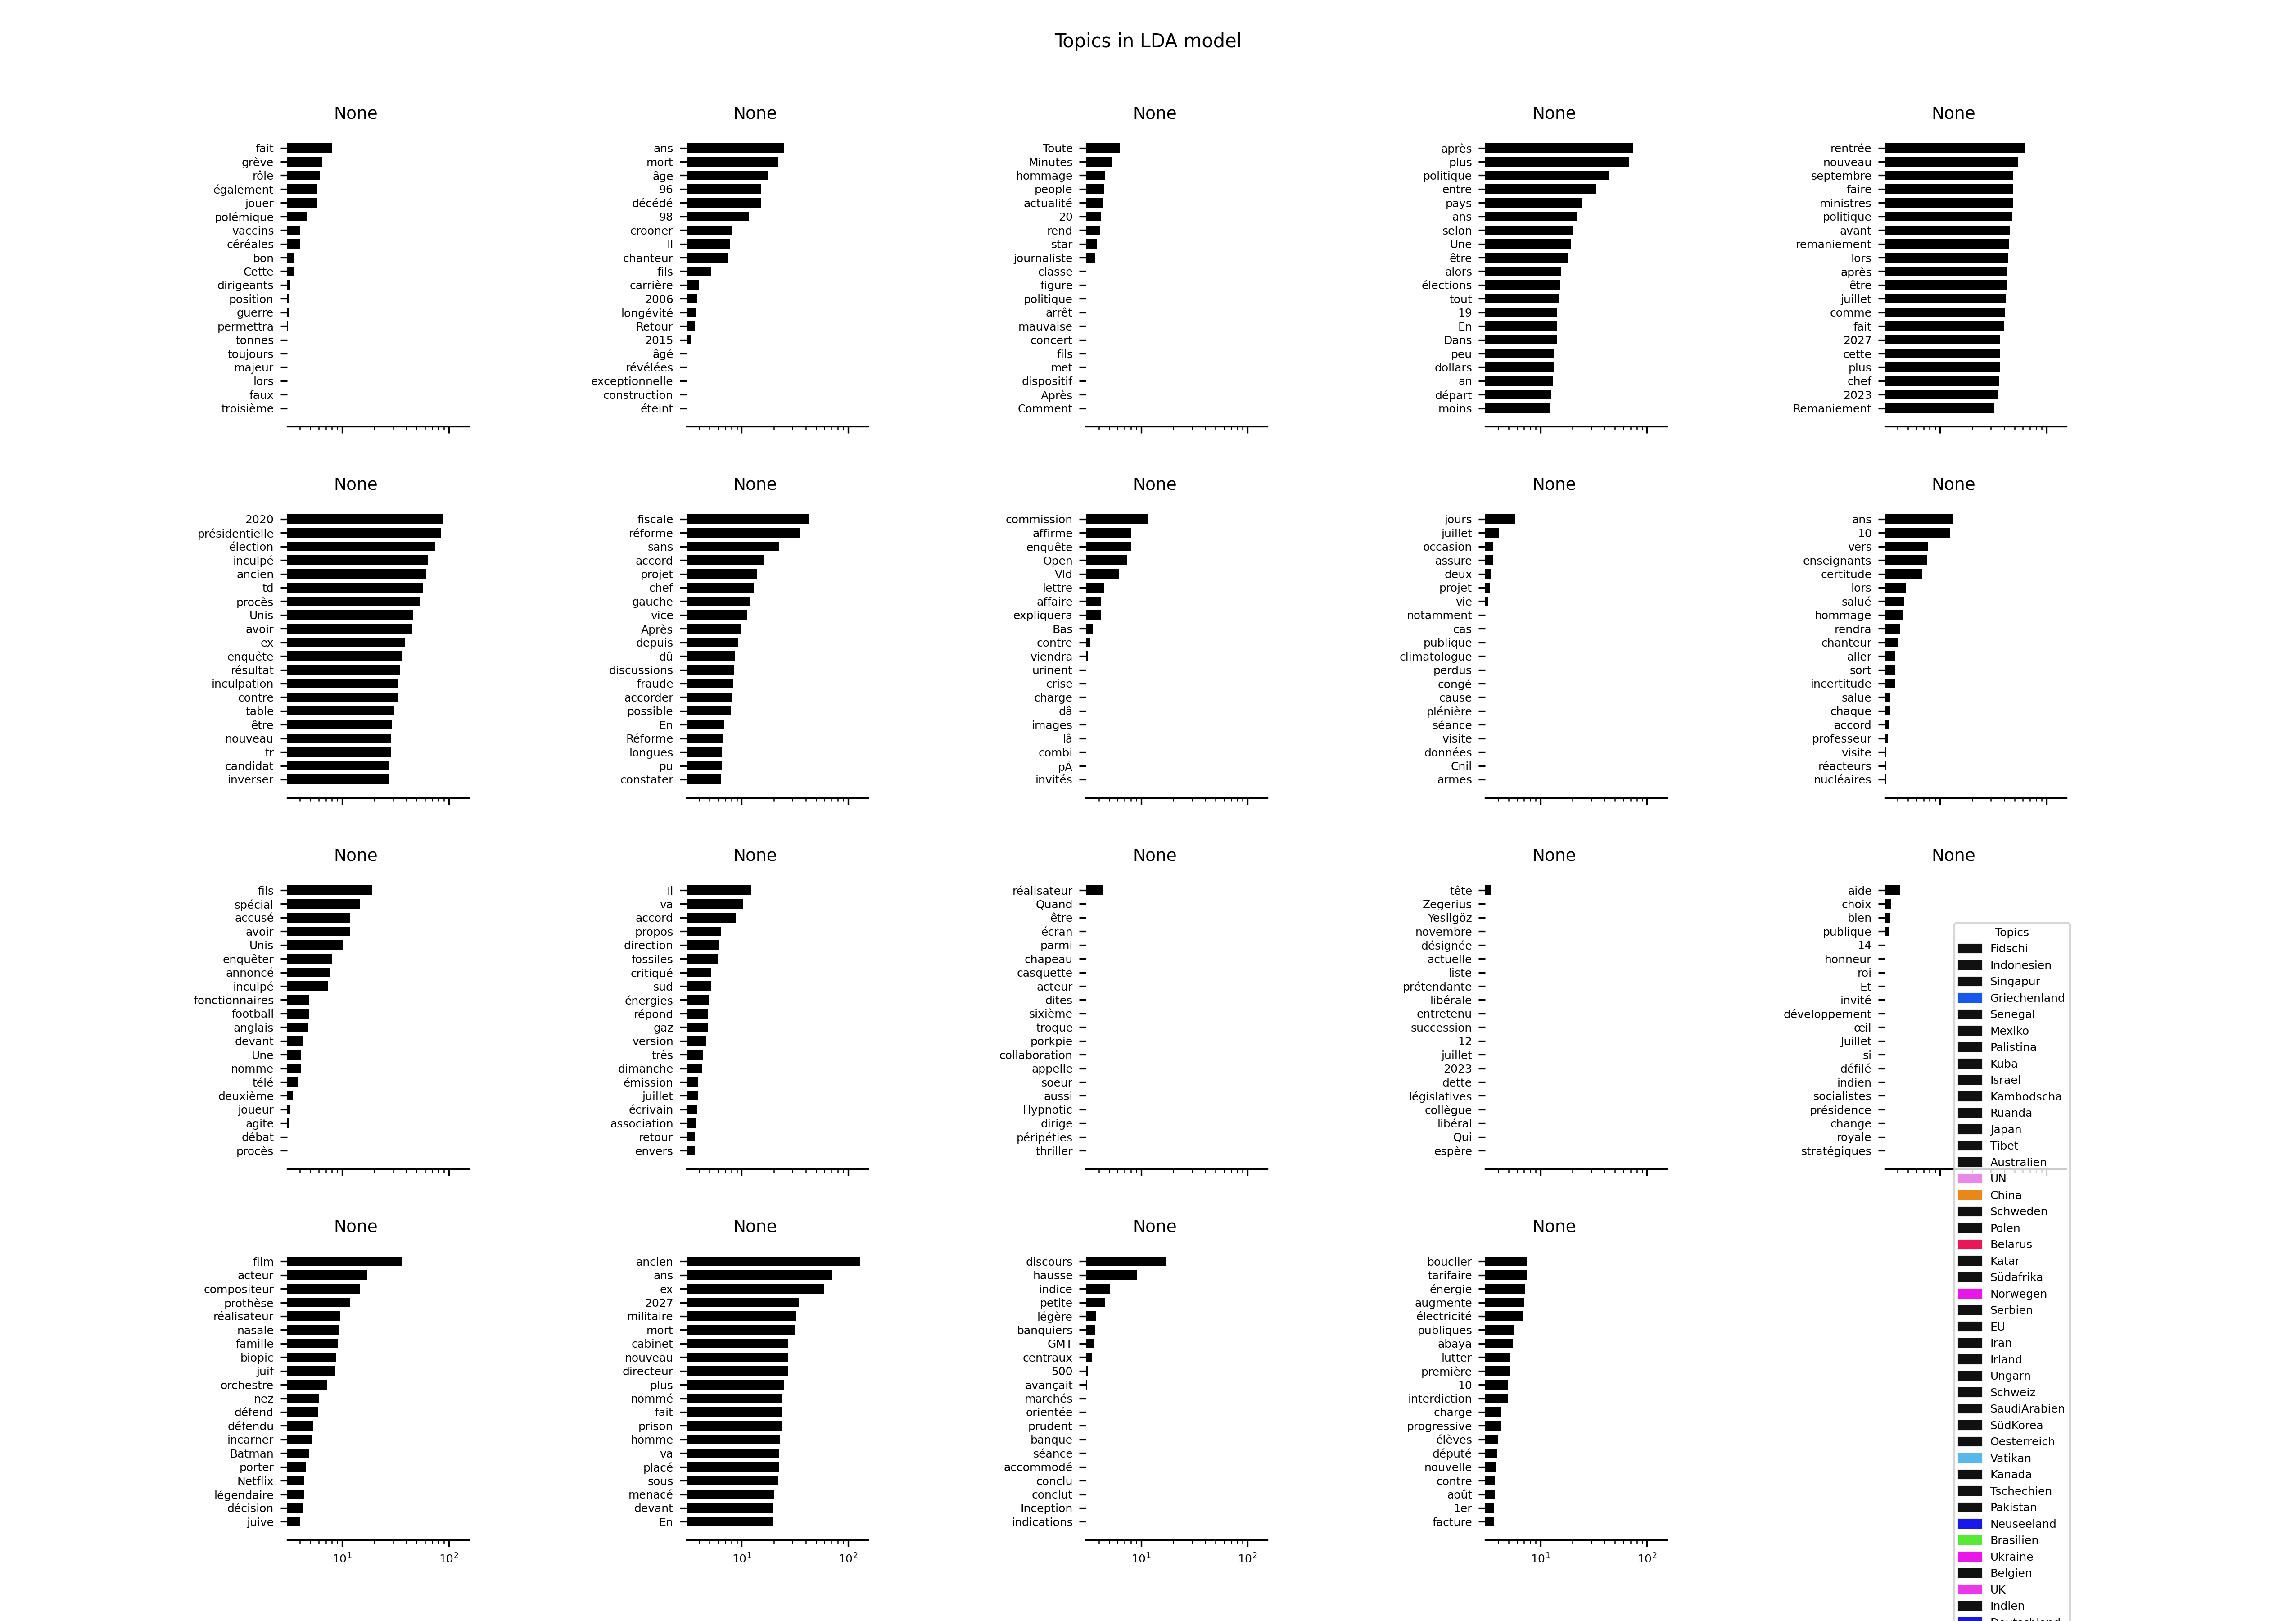 Topics in LDA model
None
fait
grève
rôle
également
jouer
polémique
vaccins
céréales
bon
Cette
dirigeants
position
guerre
permettra
tonnes
toujours
majeur
lors
faux
troisième
None
ans
mort
âge
96
décédé
98
crooner
Il
chanteur
fils
carrière
2006
longévité
Retour
2015
âgé
révélées
exceptionnelle
construction
éteint
None
Toute
Minutes
hommage
people
actualité
20
rend
star
journaliste
classe
figure
politique
arrêt
mauvaise
concert
fils
met
dispositif
Après
Comment
None
après
plus
politique
entre
pays
ans
selon
Une
être
alors
élections
tout
19
En
Dans
peu
dollars
an
départ
moins
None
rentrée
nouveau
septembre
faire
ministres
politique
avant
remaniement
lors
après
être
juillet
comme
fait
2027
cette
plus
chef
2023
Remaniement
None
2020
présidentielle
élection
inculpé
ancien
td
procès
Unis
avoir
ex
enquête
résultat
inculpation
contre
table
être
nouveau
tr
candidat
inverser
None
fiscale
réforme
sans
accord
projet
chef
gauche
vice
Après
depuis
dû
discussions
fraude
accorder
possible
En
Réforme
longues
pu
constater
None
commission
affirme
enquête
Open
Vld
lettre
affaire
expliquera
Bas
contre
viendra
urinent
crise
charge
dâ
images
lâ
combi
pÃ
invités
None
jours
juillet
occasion
assure
deux
projet
vie
notamment
cas
publique
climatologue
perdus
congé
cause
plénière
séance
visite
données
Cnil
armes
None
ans
10
vers
enseignants
certitude
lors
salué
hommage
rendra
chanteur
aller
sort
incertitude
salue
chaque
accord
professeur
visite
réacteurs
nucléaires
None
fils
spécial
accusé
avoir
Unis
enquêter
annoncé
inculpé
fonctionnaires
football
anglais
devant
Une
nomme
télé
deuxième
joueur
agite
débat
procès
None
Il
va
accord
propos
direction
fossiles
critiqué
sud
énergies
répond
gaz
version
très
dimanche
émission
juillet
écrivain
association
retour
envers
None
réalisateur
Quand
être
écran
parmi
chapeau
casquette
acteur
dites
sixième
troque
porkpie
collaboration
appelle
soeur
aussi
Hypnotic
dirige
péripéties
thriller
None
tête
Zegerius
Yesilgöz
novembre
désignée
actuelle
liste
prétendante
libérale
entretenu
succession
12
juillet
2023
dette
législatives
collègue
libéral
Qui
espère
None
aide
choix
bien
publique
14
honneur
roi
Et
invité
développement
œil
Juillet
si
défilé
indien
socialistes
présidence
change
royale
stratégiques
None
film
acteur
compositeur
prothèse
réalisateur
nasale
famille
biopic
juif
orchestre
nez
défend
défendu
incarner
Batman
porter
Netflix
légendaire
décision
juive
10¹
10²
None
ancien
ans
ex
2027
militaire
mort
cabinet
nouveau
directeur
plus
nommé
fait
prison
homme
va
placé
sous
menacé
devant
En
10¹
10²
None
discours
hausse
indice
petite
légère
banquiers
GMT
centraux
500
avançait
marchés
orientée
prudent
banque
séance
accommodé
conclu
conclut
Inception
indications
10¹
10²
None
bouclier
tarifaire
énergie
augmente
électricité
publiques
abaya
lutter
première
10
interdiction
charge
progressive
élèves
député
nouvelle
contre
août
1er
facture
10¹
10²
Topics
Fidschi
Indonesien
Singapur
Griechenland
Senegal
Mexiko
Palistina
Kuba
Israel
Kambodscha
Ruanda
Japan
Tibet
Australien
UN
China
Schweden
Polen
Belarus
Katar
Südafrika
Norwegen
Serbien
EU
Iran
Irland
Ungarn
Schweiz
SaudiArabien
SüdKorea
Oesterreich
Vatikan
Kanada
Tschechien
Pakistan
Neuseeland
Brasilien
Ukraine
Belgien
UK
Indien